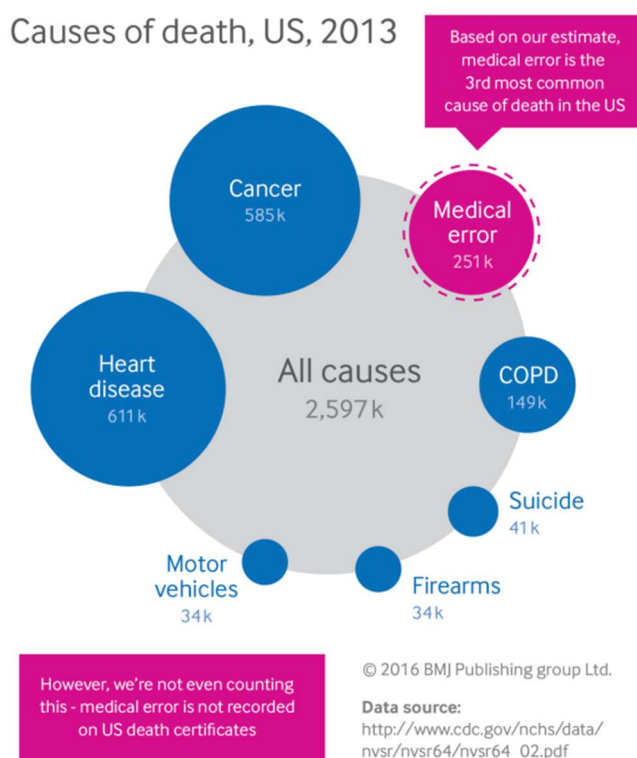 Causes of death, US, 2013
Based on our estimate,
medical error is the
3rd most common
cause of death in the US
Cancer
585k
Medical
error
251k
Heart
disease
611k
All causes
2,597k
COPD
149k
Suicide
41k
Motor
vehicles
34k
Firearms
34k
However, we're not even counting
this - medical error is not recorded
on US death certificates
© 2016 BMJ Publishing group Ltd.
Data source:
http://www.cdc.gov/nchs/data/
nvsr/nvsr64/nvsr64_02.pdf